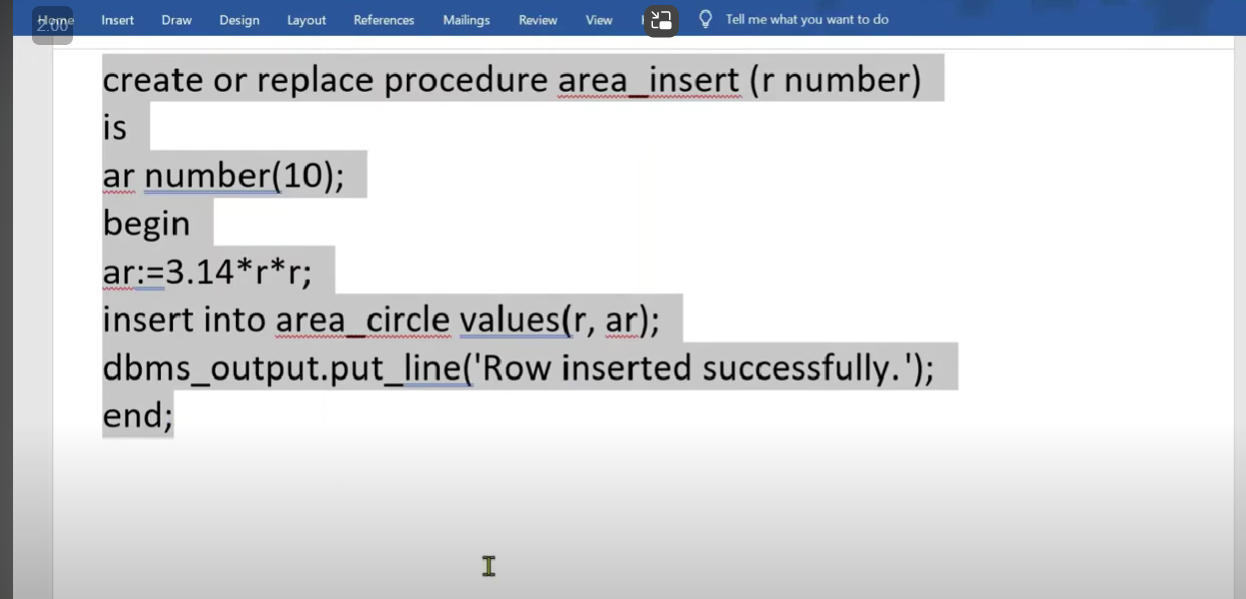 Home Insert Draw Design Layout References Mailings Review View Tell me what you want to do
2.00
create or replace procedure area_insert (r number)
is
ar number(10);
begin
ar:=3.14*r*r;
insert into area_circle values(r, ar);
dbms_output.put_line('Row inserted successfully.');
end;